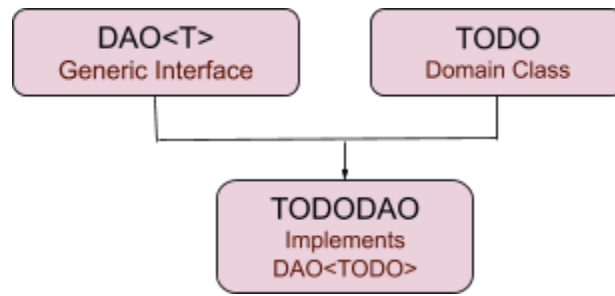 DAO<T>
Generic Interface
TODO
Domain Class
TODODAO
Implements
DAO<TODO>